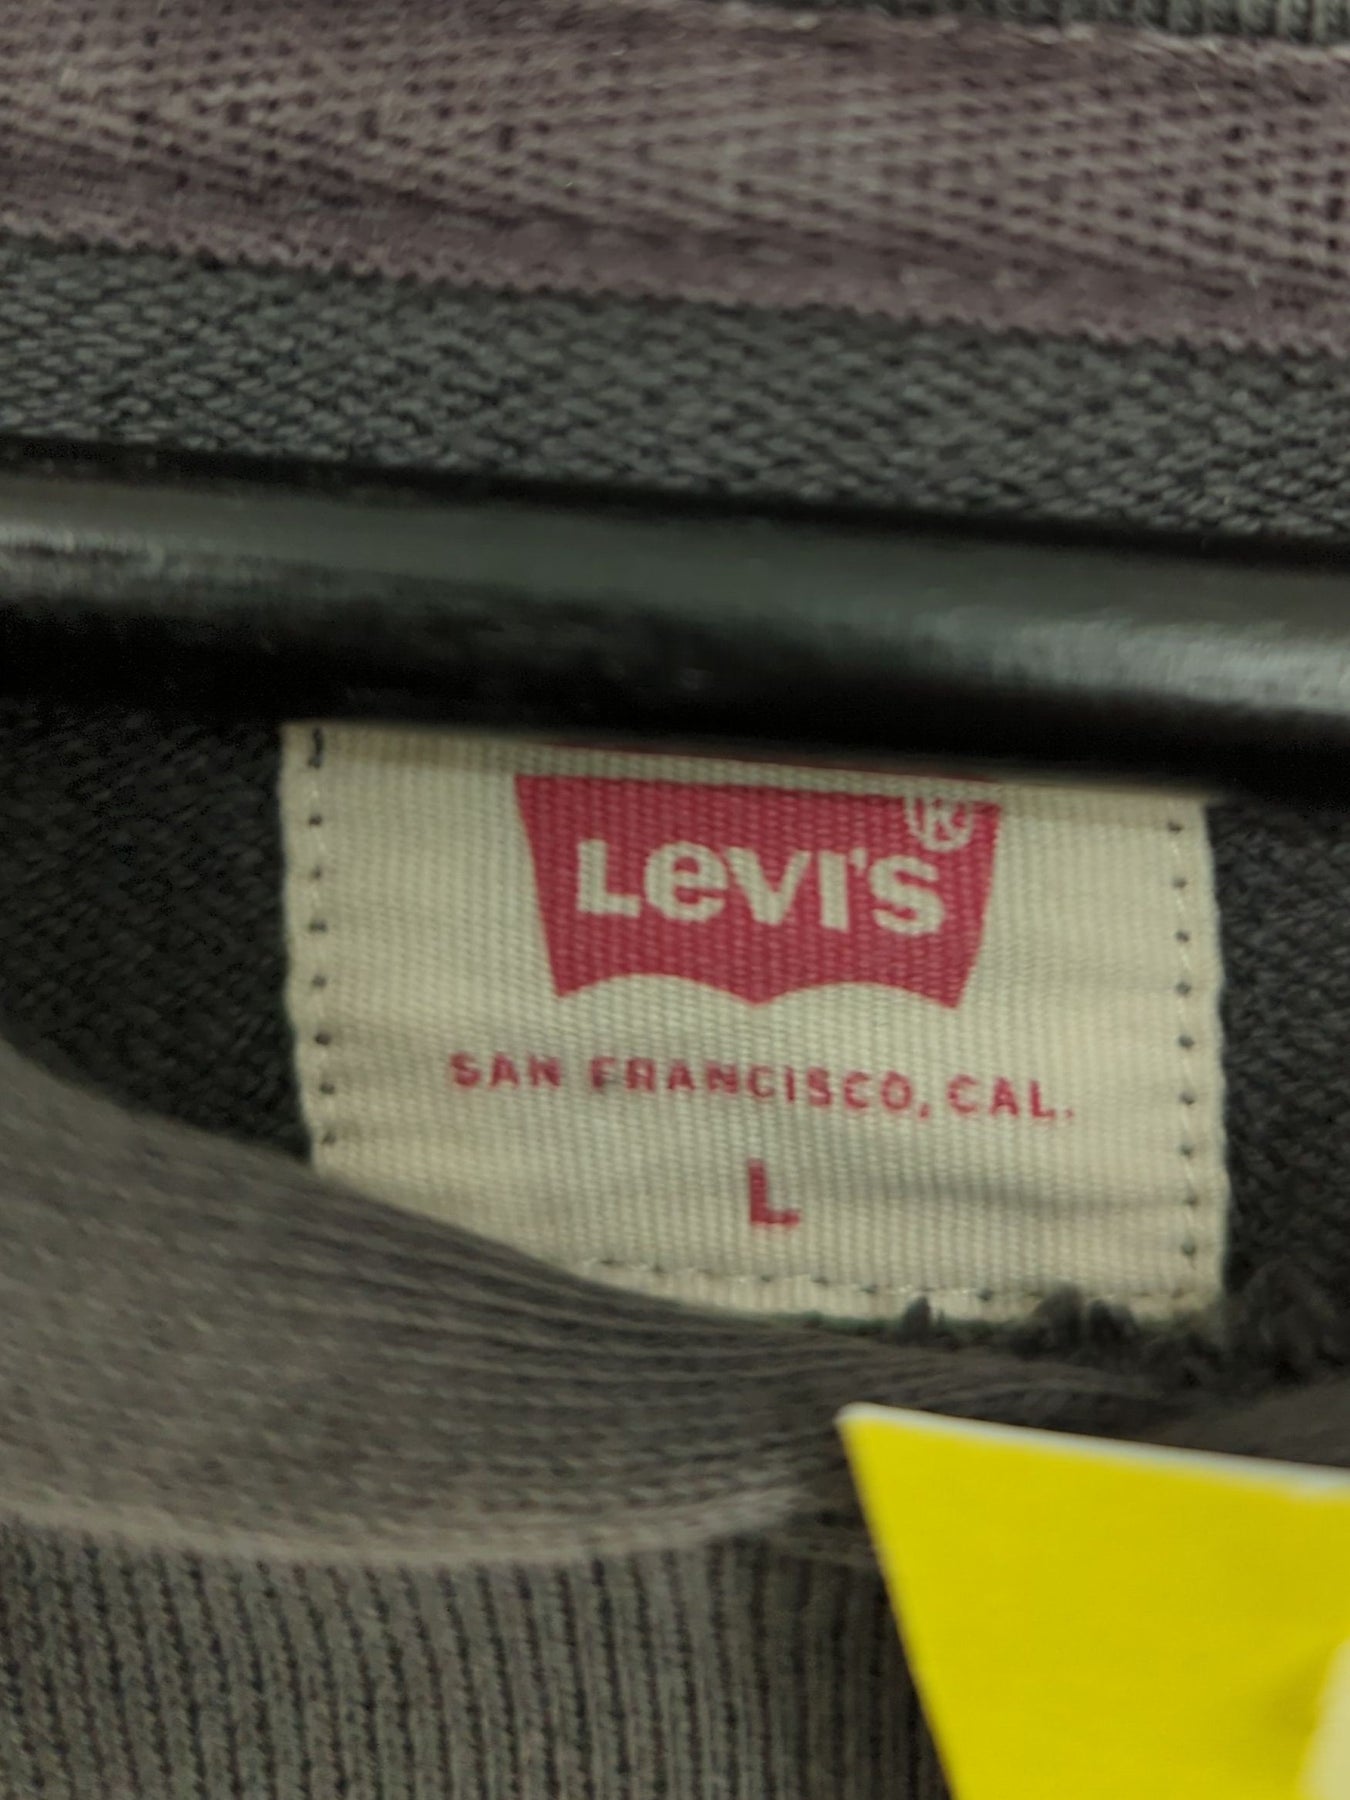 LEVI'S®
SAN FRANCISCO, CAL.
L